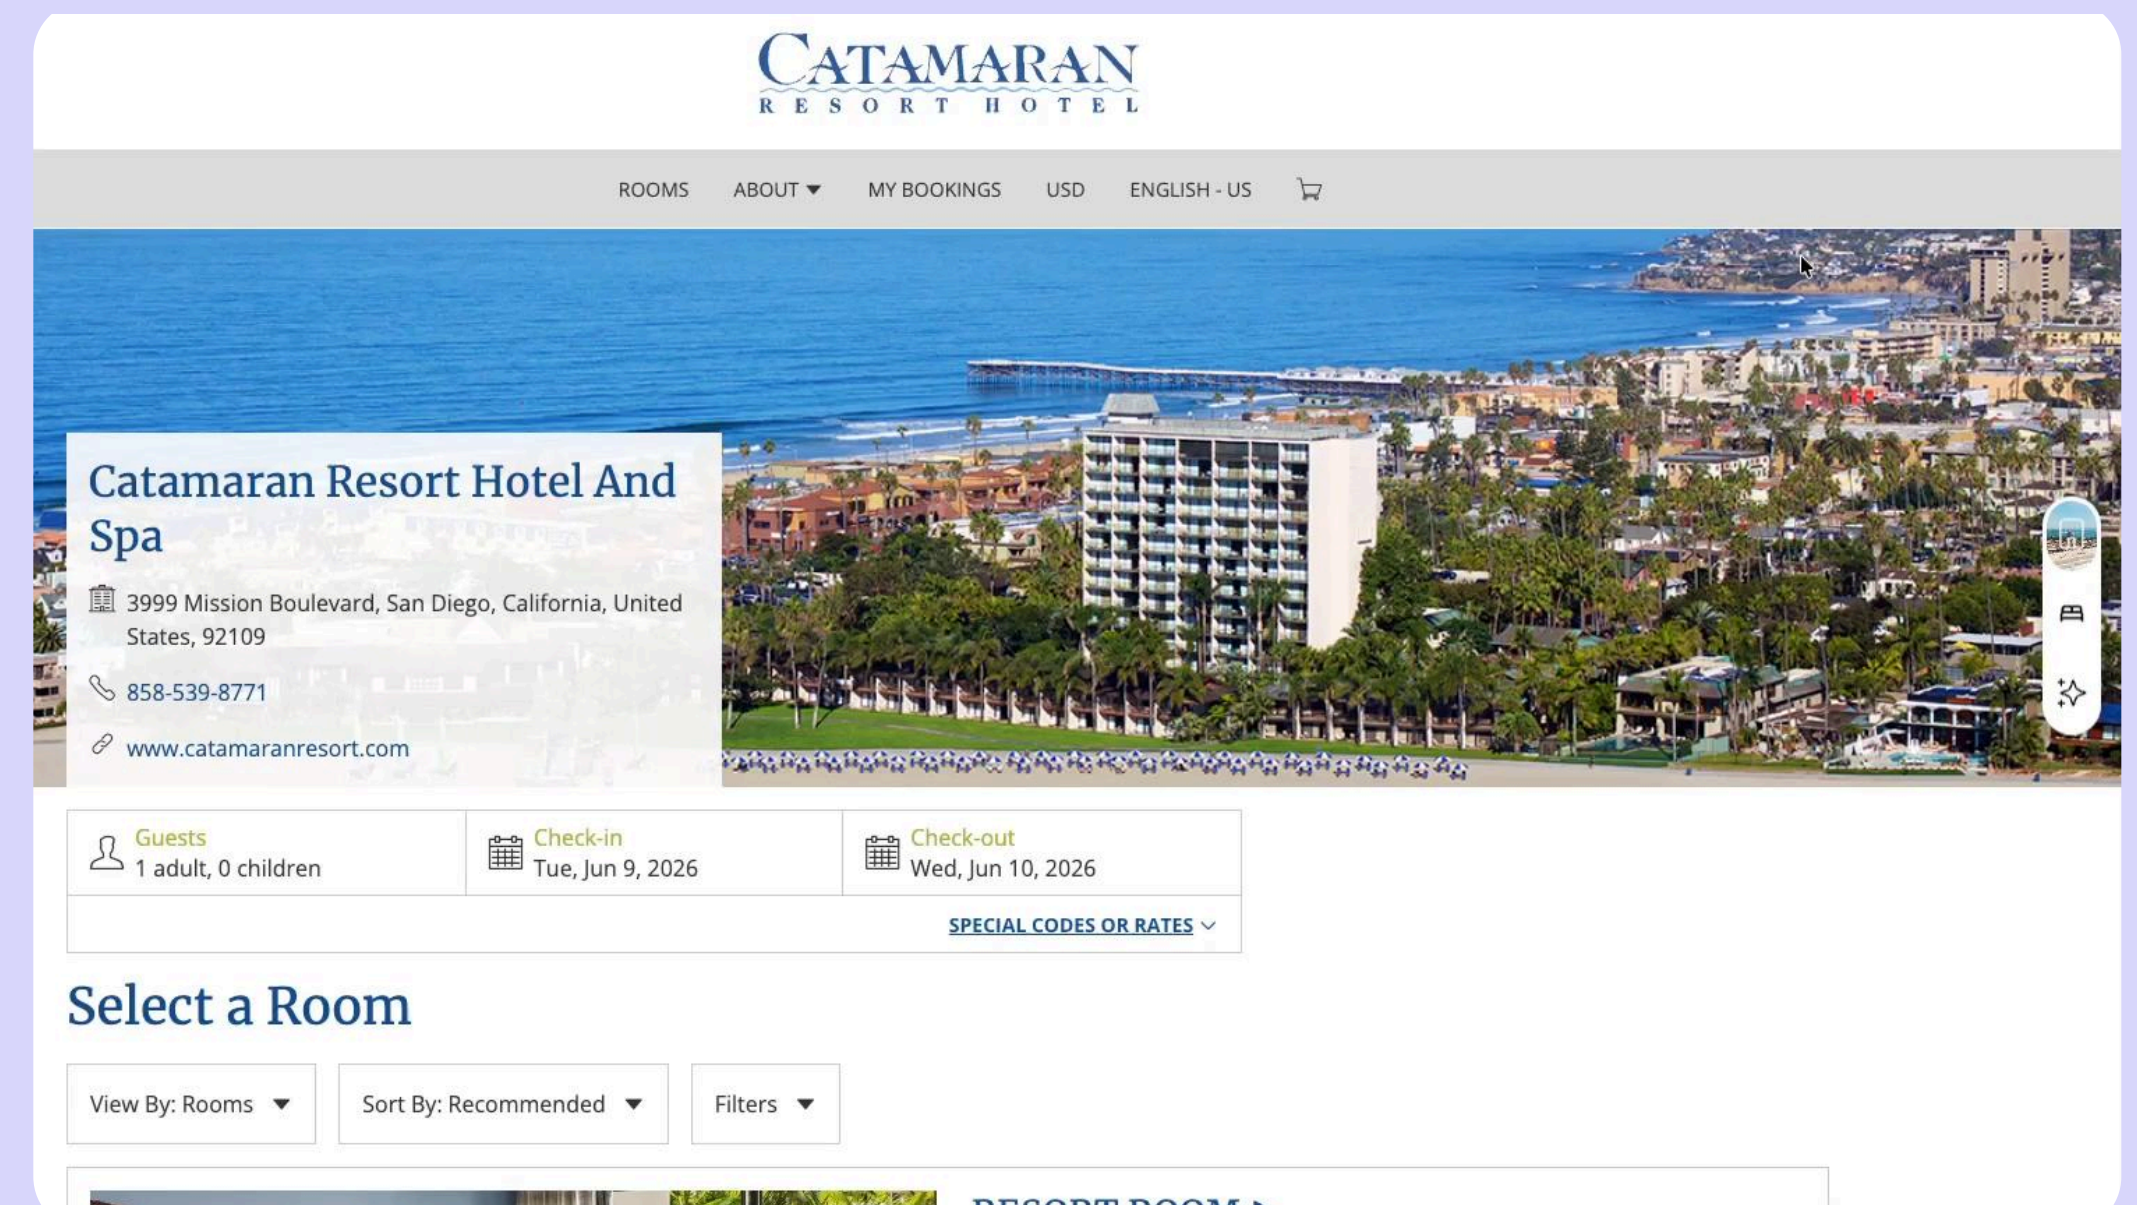 CATAMARAN
RESORT HOTEL
ROOMS ABOUT MY BOOKINGS USD ENGLISH - US
Catamaran Resort Hotel And
Spa
3999 Mission Boulevard, San Diego, California, United
States, 92109
858-539-8771
www.catamaranresort.com
Guests
1 adult, 0 children
Check-in
Tue, Jun 9, 2026
Check-out
Wed, Jun 10, 2026
SPECIAL CODES OR RATES
Select a Room
View By: Rooms
Sort By: Recommended
Filters
RESORT ROOM